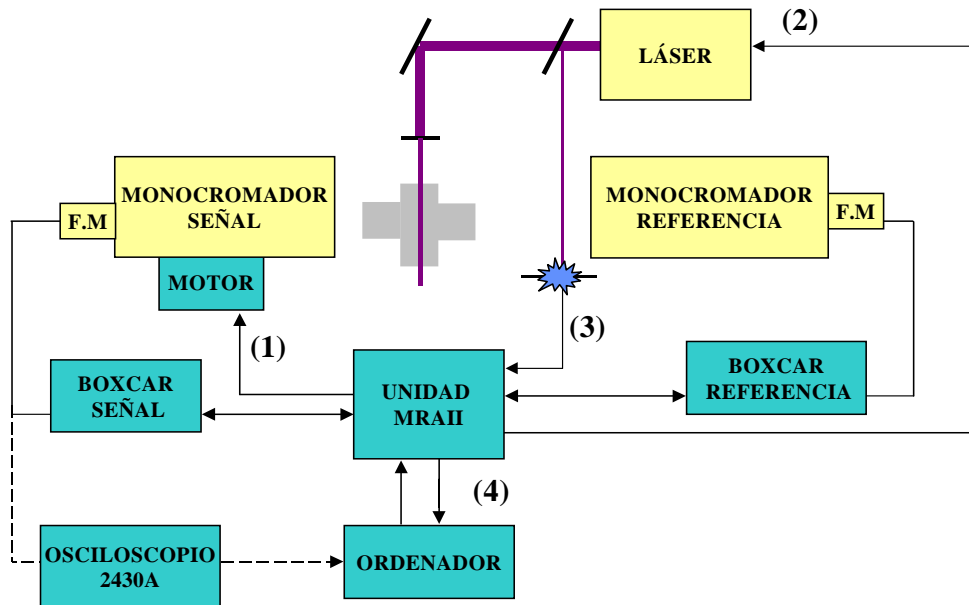 (2)
LÁSER
MONOCROMADOR
SEÑAL
F.M
MOTOR
MONOCROMADOR
REFERENCIA
F.M
(1)
(3)
BOXCAR
SEÑAL
UNIDAD
MRAII
BOXCAR
REFERENCIA
(4)
OSCILOSCOPIO
2430A
ORDENADOR